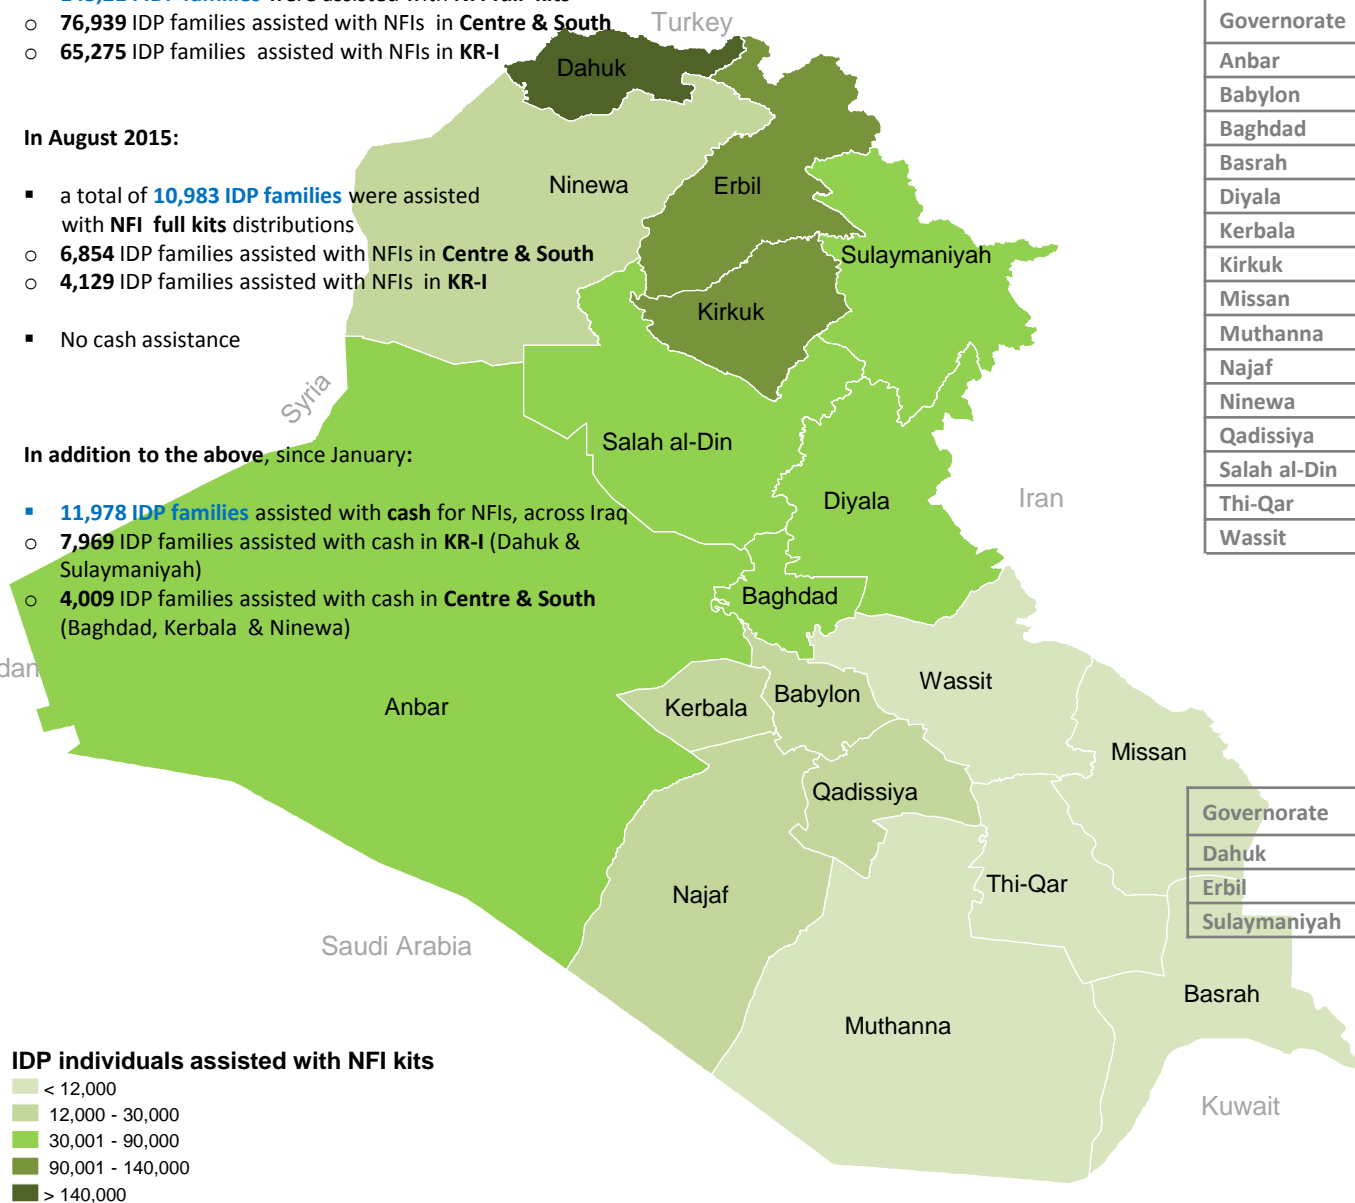 IDP families were assisted with NFI full kits
o 76,939 IDP families assisted with NFIs in Centre & South
o 65,275 IDP families assisted with NFIs in KR-I
In August 2015:
▪ a total of 10,983 IDP families were assisted
with NFI full kits distributions
o 6,854 IDP families assisted with NFIs in Centre & South
o 4,129 IDP families assisted with NFIs in KR-I
▪ No cash assistance
In addition to the above, since January:
▪ 11,978 IDP families assisted with cash for NFIs, across Iraq
o 7,969 IDP families assisted with cash in KR-I (Dahuk &
Sulaymaniyah)
o 4,009 IDP families assisted with cash in Centre & South
(Baghdad, Kerbala & Ninewa)
Turkey
Dahuk
Ninewa
Erbil
Sulaymaniyah
Kirkuk
Syria
Salah al-Din
Diyala
Iran
Baghdad
dan
Anbar
Kerbala
Babylon
Wassit
Missan
Qadissiya
Najaf
Thi-Qar
Saudi Arabia
Muthanna
Basrah
Kuwait
Governorate
Anbar
Babylon
Baghdad
Basrah
Diyala
Kerbala
Kirkuk
Missan
Muthanna
Najaf
Ninewa
Qadissiya
Salah al-Din
Thi-Qar
Wassit
Governorate
Dahuk
Erbil
Sulaymaniyah
IDP individuals assisted with NFI kits
< 12,000
12,000 - 30,000
30,001 - 90,000
90,001 - 140,000
> 140,000